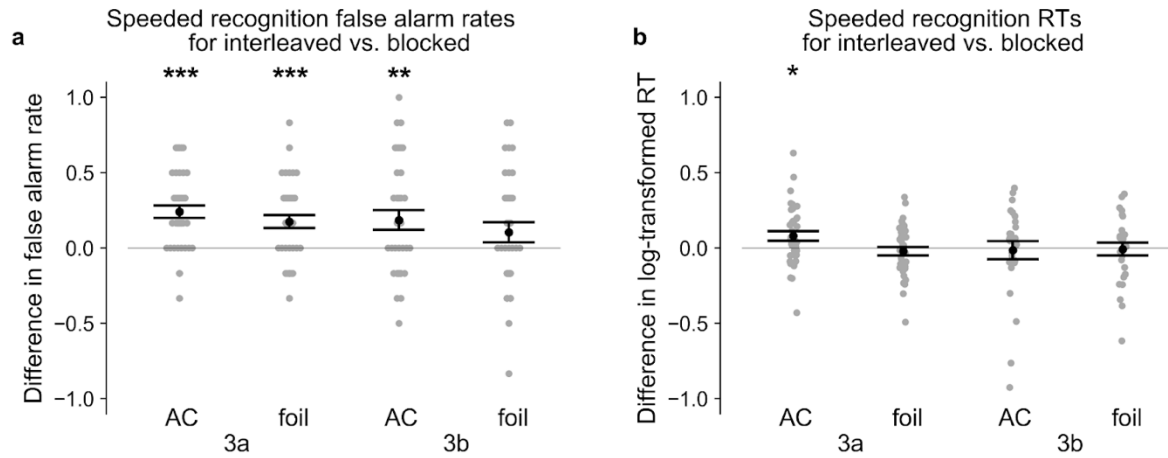 a
Speeded recognition false alarm rates
for interleaved vs. blocked
*** *** **
Difference in false alarm rate
1.0
0.5
0.0
−0.5
−1.0
AC foil AC foil
3a 3b
b
Speeded recognition RTs
for interleaved vs. blocked
*
Difference in log-transformed RT
1.0
0.5
0.0
−0.5
−1.0
AC foil AC foil
3a 3b